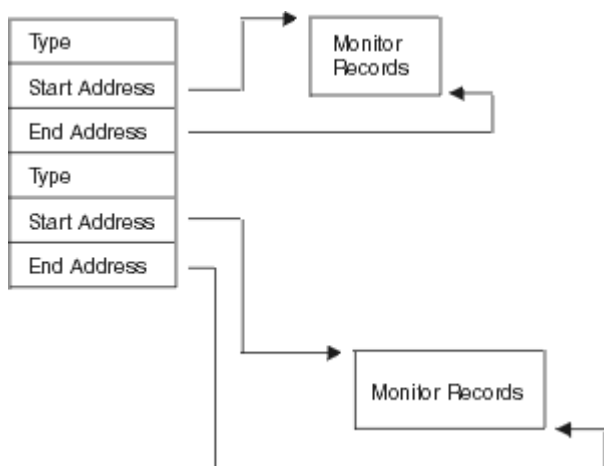 Type
Start Address
End Address
Type
Start Address
End Address
Monitor
Records
Monitor Records